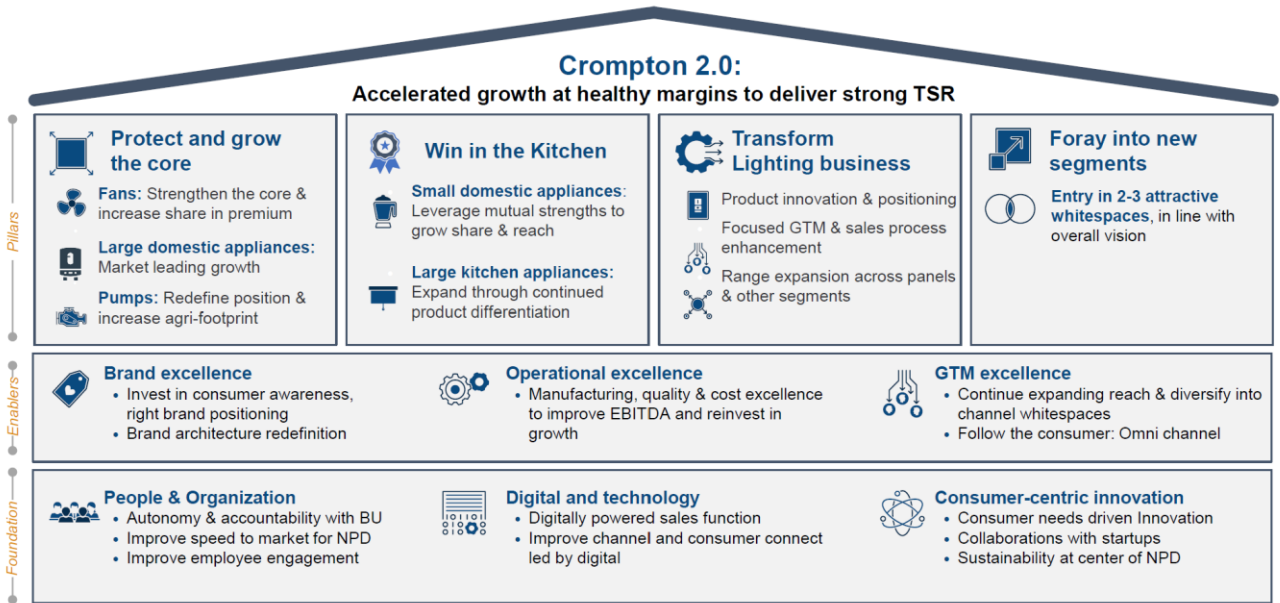 Crompton 2.0:
Accelerated growth at healthy margins to deliver strong TSR
Pillars
Protect and grow
the core
Fans: Strengthen the core &
increase share in premium
Large domestic appliances:
Market leading growth
Pumps: Redefine position &
increase agri-footprint
Win in the Kitchen
Small domestic appliances:
Leverage mutual strengths to
grow share & reach
Large kitchen appliances:
Expand through continued
product differentiation
Transform
Lighting business
Product innovation & positioning
Focused GTM & sales process
enhancement
Range expansion across panels
& other segments
Foray into new
segments
Entry in 2-3 attractive
whitespaces, in line with
overall vision
Enablers
Brand excellence
• Invest in consumer awareness,
right brand positioning
• Brand architecture redefinition
Operational excellence
• Manufacturing, quality & cost excellence
to improve EBITDA and reinvest in
growth
GTM excellence
• Continue expanding reach & diversify into
channel whitespaces
• Follow the consumer: Omni channel
Foundation
People & Organization
• Autonomy & accountability with BU
• Improve speed to market for NPD
• Improve employee engagement
Digital and technology
• Digitally powered sales function
• Improve channel and consumer connect
led by digital
Consumer-centric innovation
• Consumer needs driven Innovation
• Collaborations with startups
• Sustainability at center of NPD